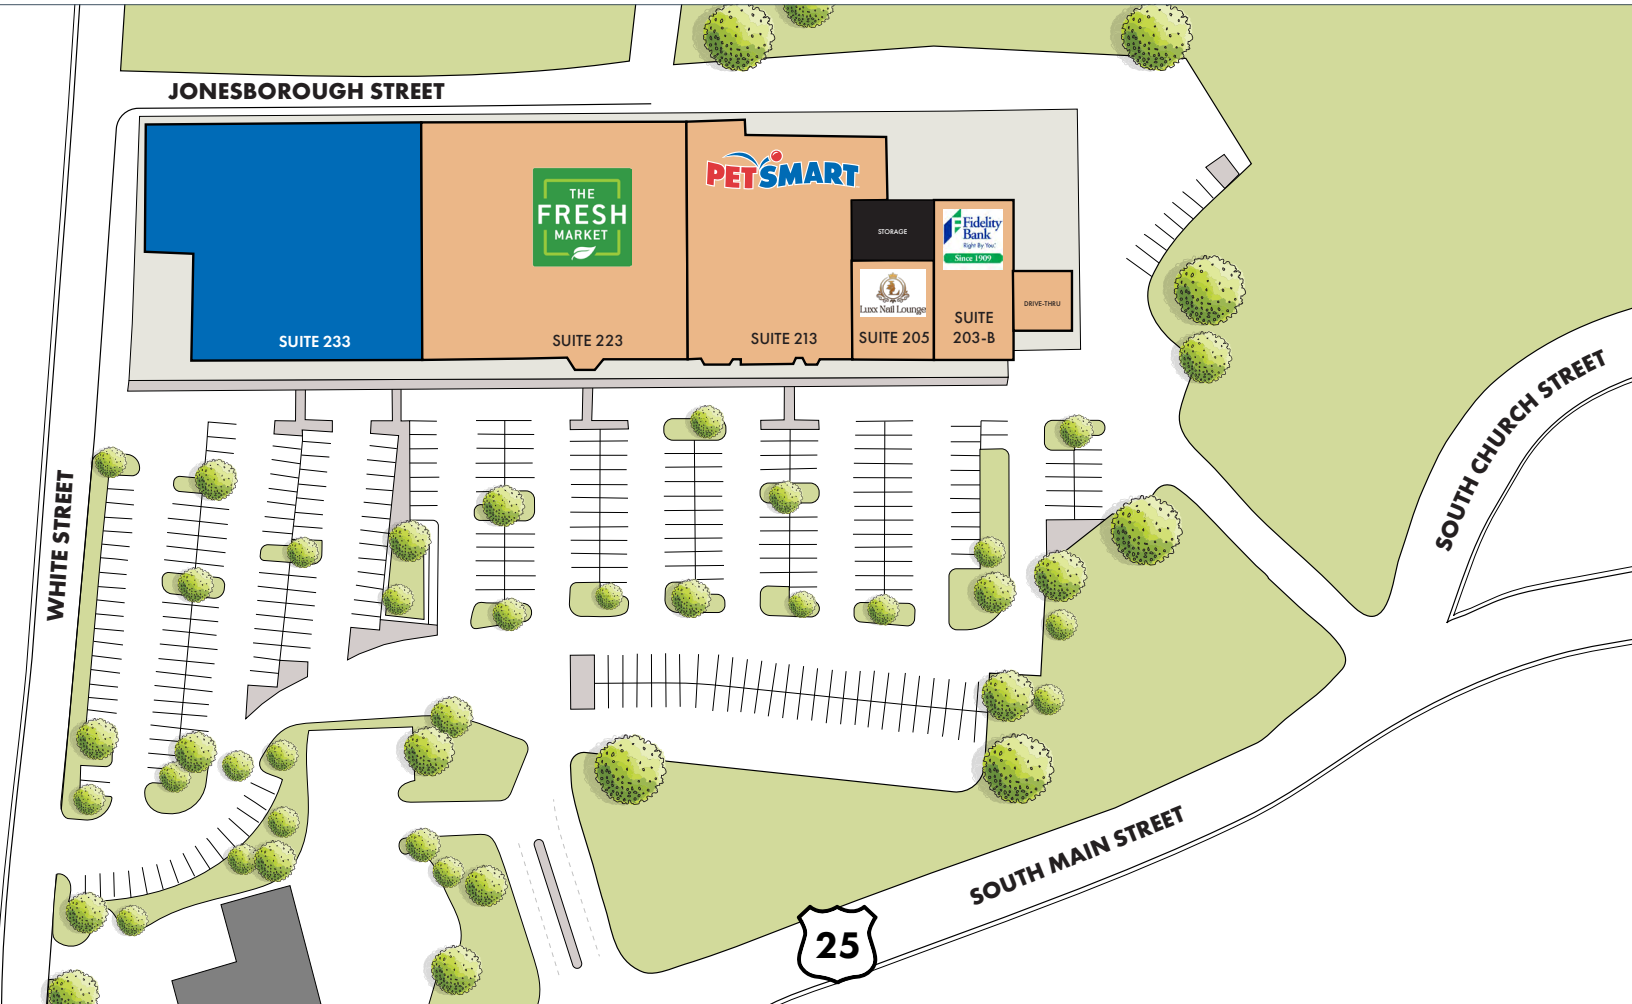 JONESBOROUGH STREET
PETSMART
THE
FRESH
MARKET
STORAGE
Fidelity
Bank
Right By You.
Since 1909
DRIVE-THRU
L
Luxx Nail Lounge
SUITE
203-B
SUITE 233
SUITE 223
SUITE 213
SUITE 205
WHITE STREET
SOUTH CHURCH STREET
SOUTH MAIN STREET
25